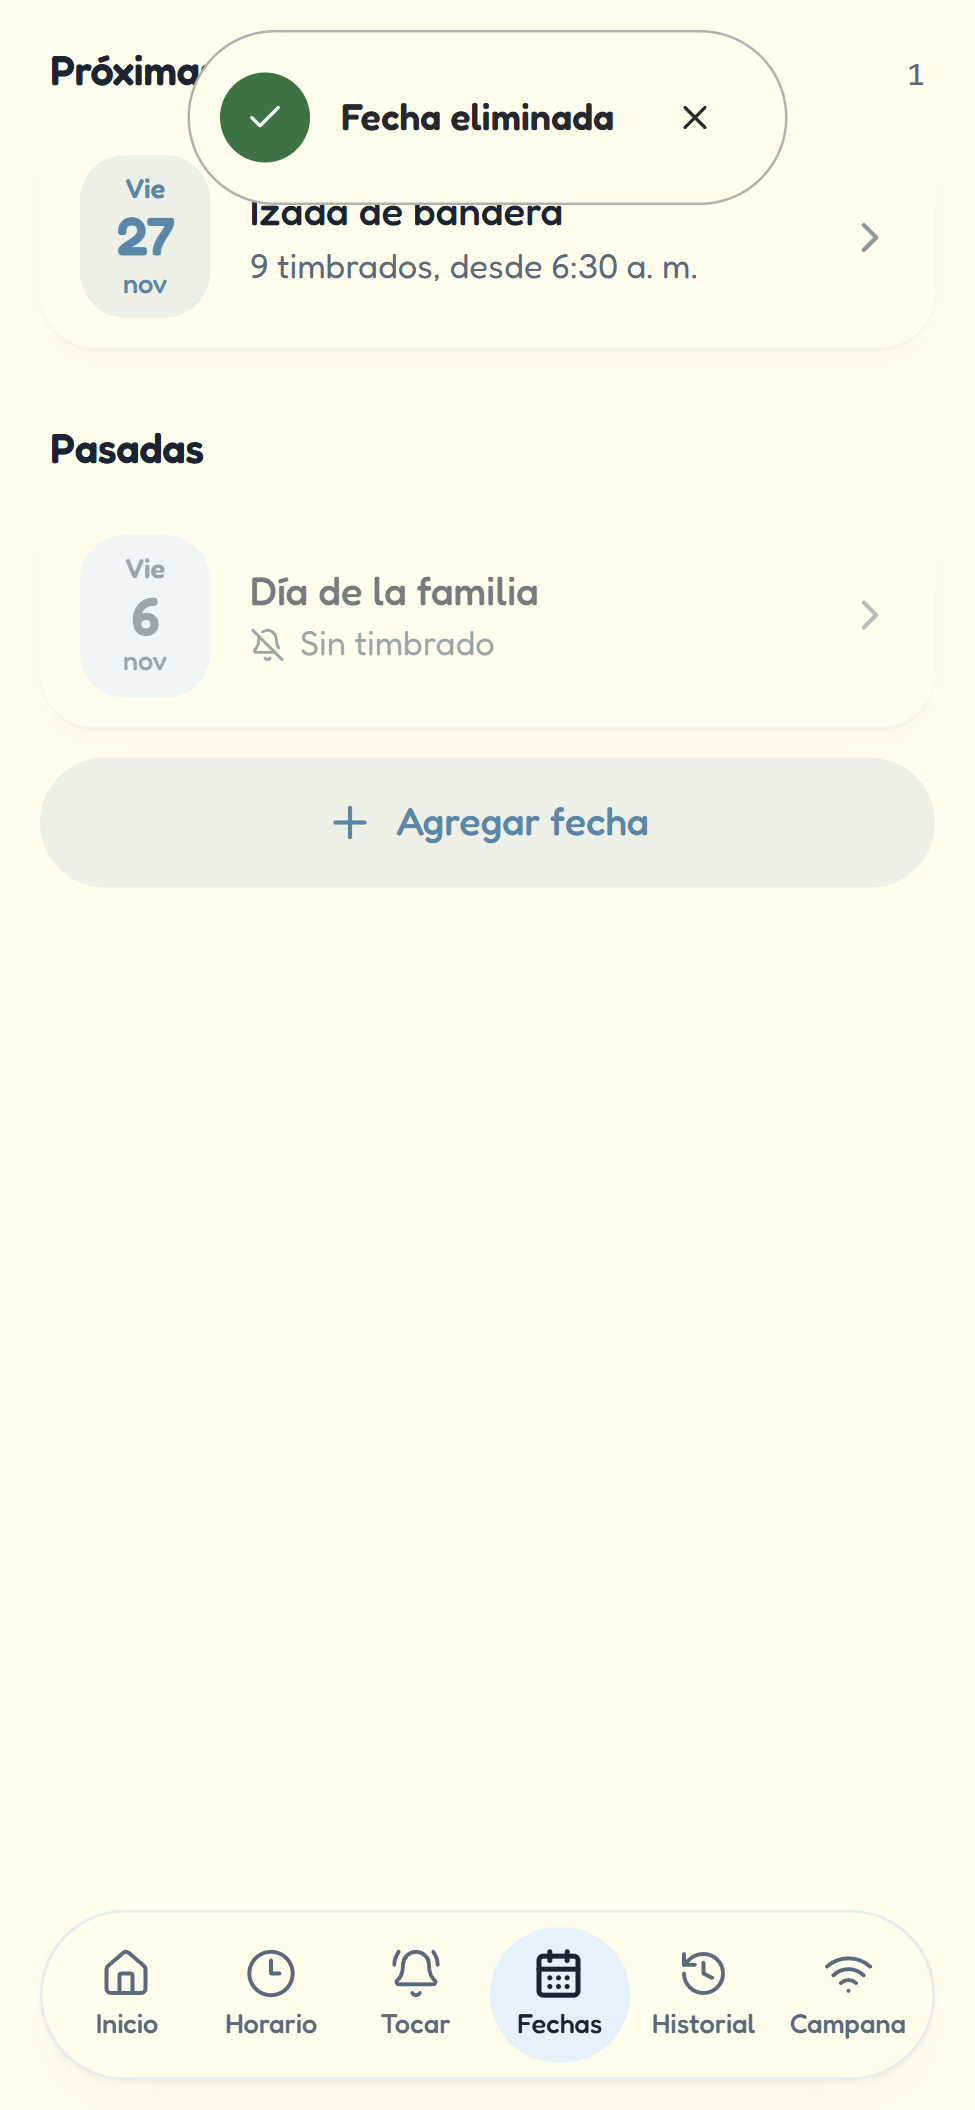 Próximas
1
Fecha eliminada
Vie
27
nov
Izada de bandera
9 timbrados, desde 6:30 a. m.
Pasadas
Vie
6
nov
Día de la familia
Sin timbrado
Agregar fecha
Inicio
Horario
Tocar
Fechas
Historial
Campana